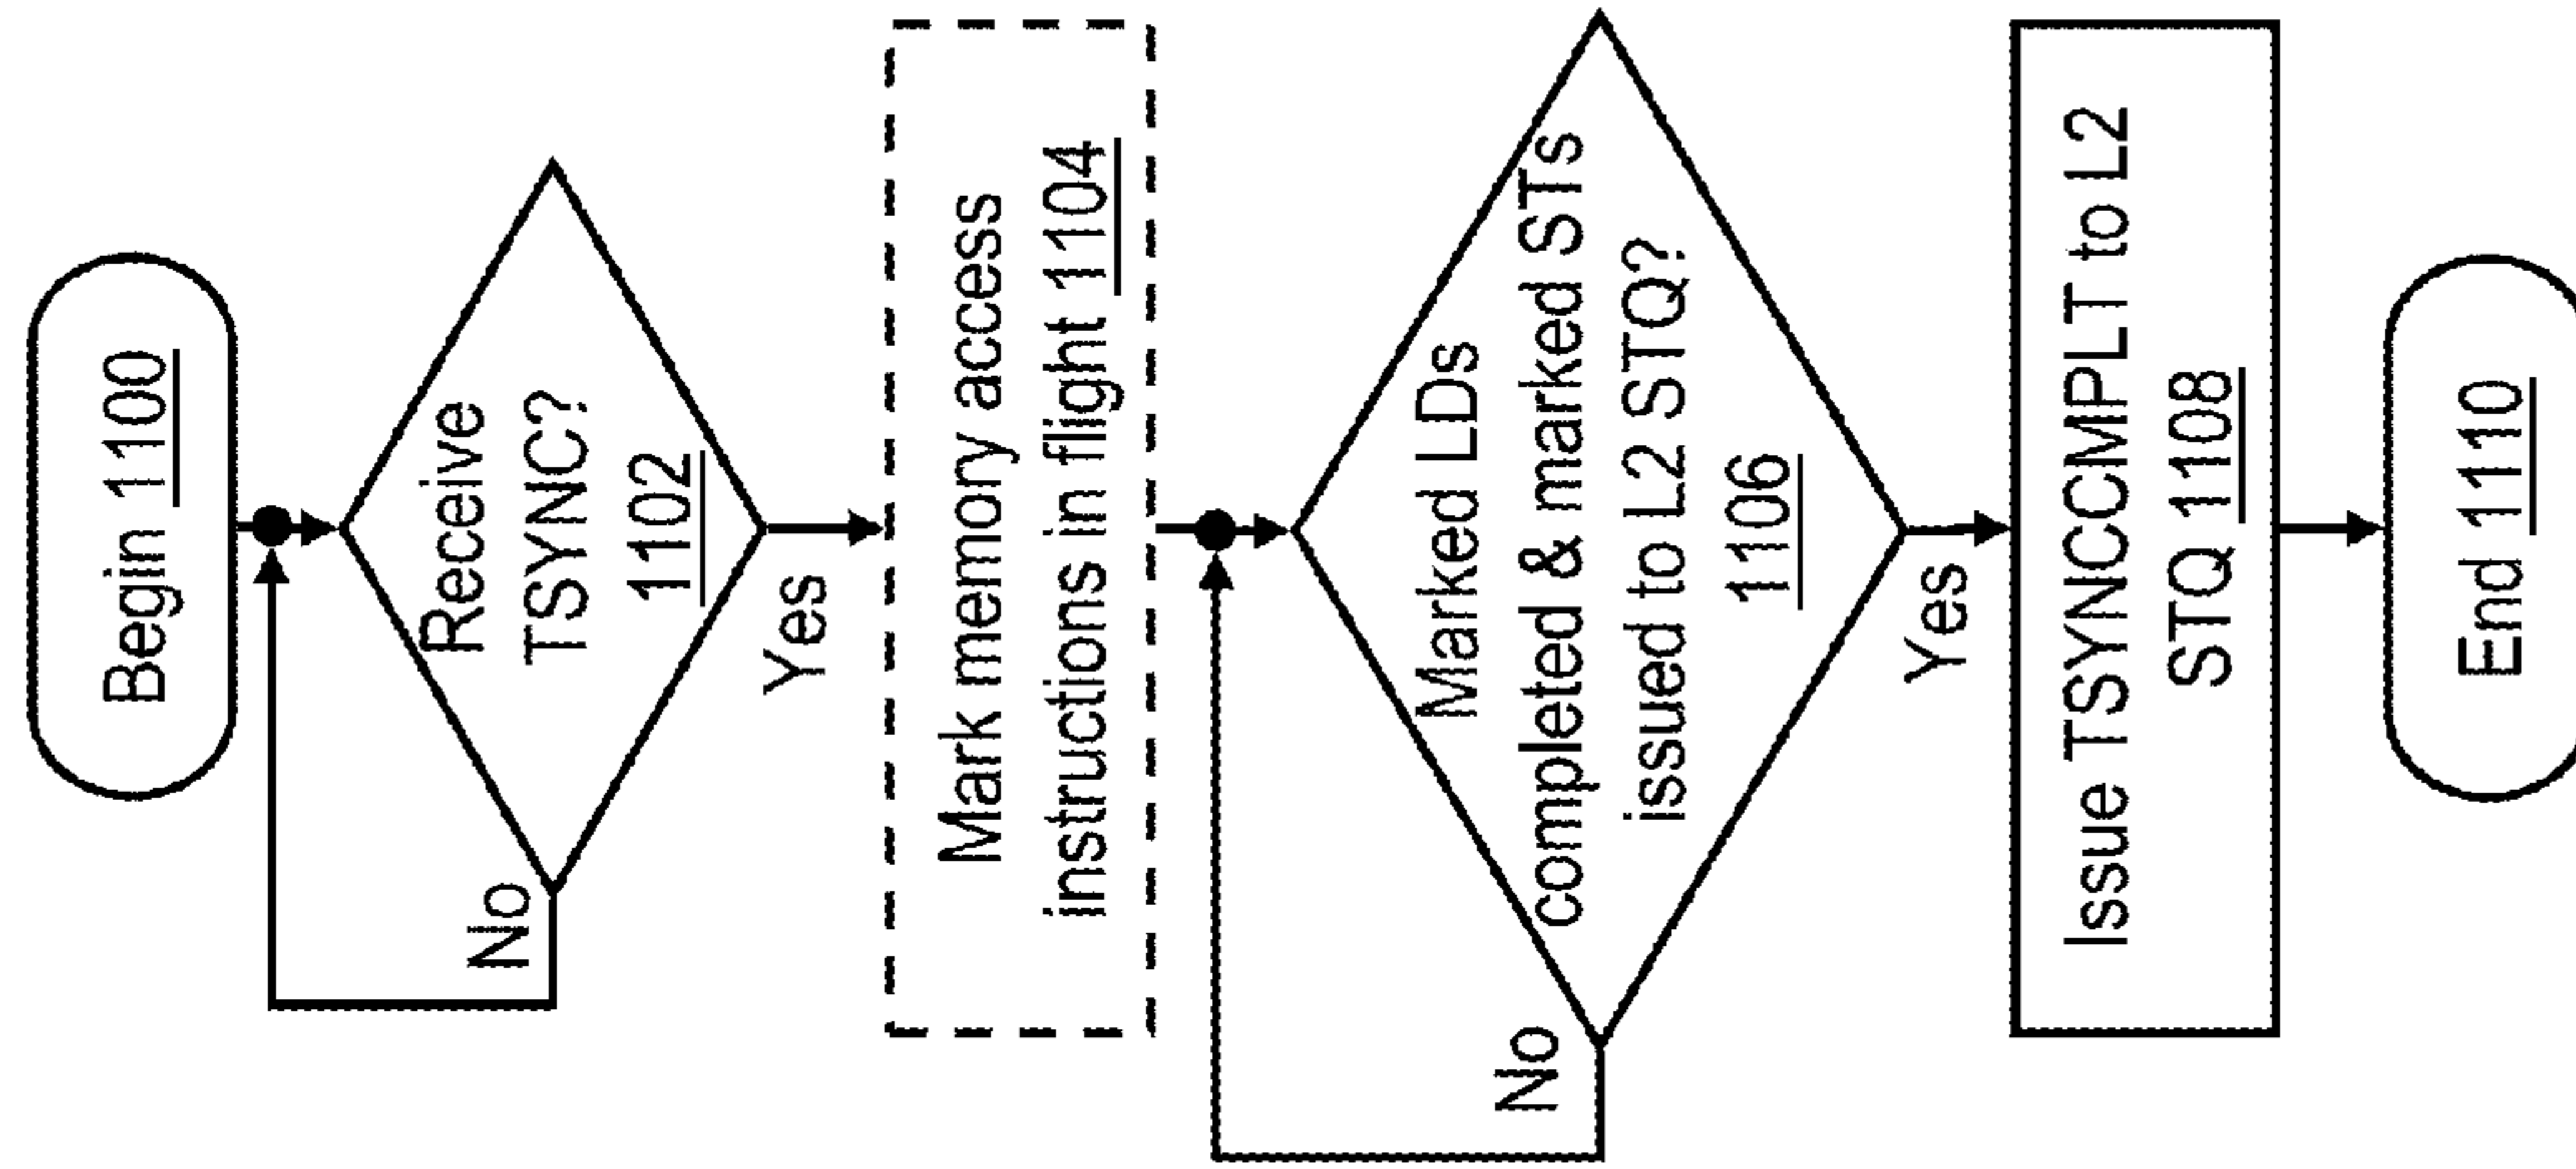 Begin 1100
Receive
TSYNC?
1102
No
Yes
Mark memory access
instructions in flight 1104
Marked LDs
completed & marked STs
issued to L2 STQ?
1106
No
Yes
Issue TSYNCCMPLT to L2
STQ 1108
End 1110